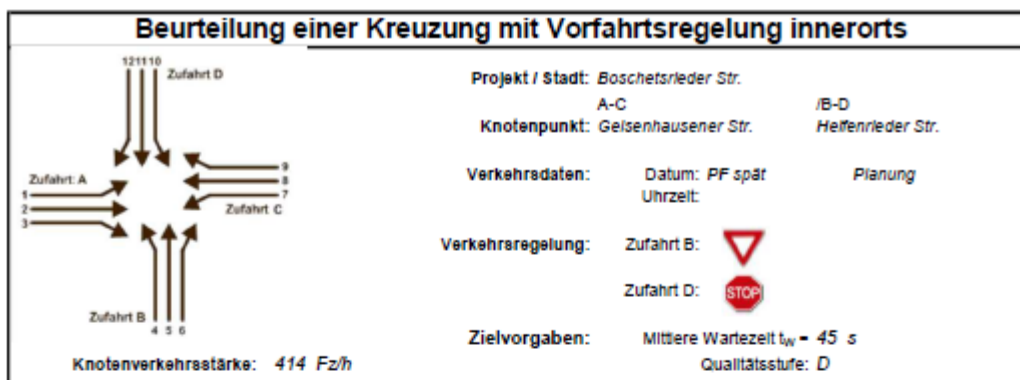 Beurteilung einer Kreuzung mit Vorfahrtsregelung innerorts
121110
Zufahrt D
Zufahrt: A
1
2
3
9
8
7
Zufahrt C
Zufahrt B
4 5 6
Knotenverkehrsstärke: 414 Fz/h
Projekt / Stadt: Boschetsrieder Str.
A-C /B-D
Knotenpunkt: Geisenhausener Str. Helfenrieder Str.
Verkehrsdaten: Datum: PF spät Planung
Uhrzeit:
Verkehrsregelung: Zufahrt B:
Zufahrt D: STOP
Zielvorgaben: Mittlere Wartezeit tw = 45 s
Qualitätsstufe: D